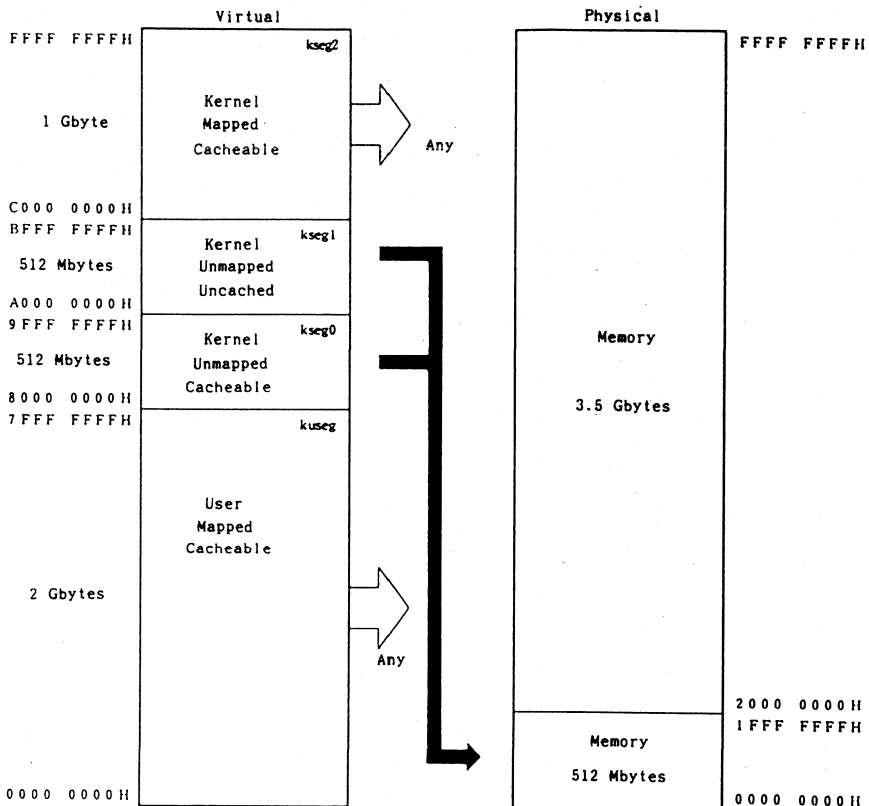 Virtual
Physical
FFFF FFFFH
kseg2
FFFF FFFFH
Kernel
Mapped
Cacheable
1 Gbyte
Any
C000 0000H
BFFF FFFFH
kseg1
Kernel
Unmapped
Uncached
512 Mbytes
A000 0000H
9FFF FFFFH
kseg0
Kernel
Unmapped
Cacheable
512 Mbytes
8000 0000H
7FFF FFFFH
kuseg
User
Mapped
Cacheable
2 Gbytes
Any
0000 0000H
Memory
3.5 Gbytes
2000 0000H
1FFF FFFFH
Memory
512 Mbytes
0000 0000H